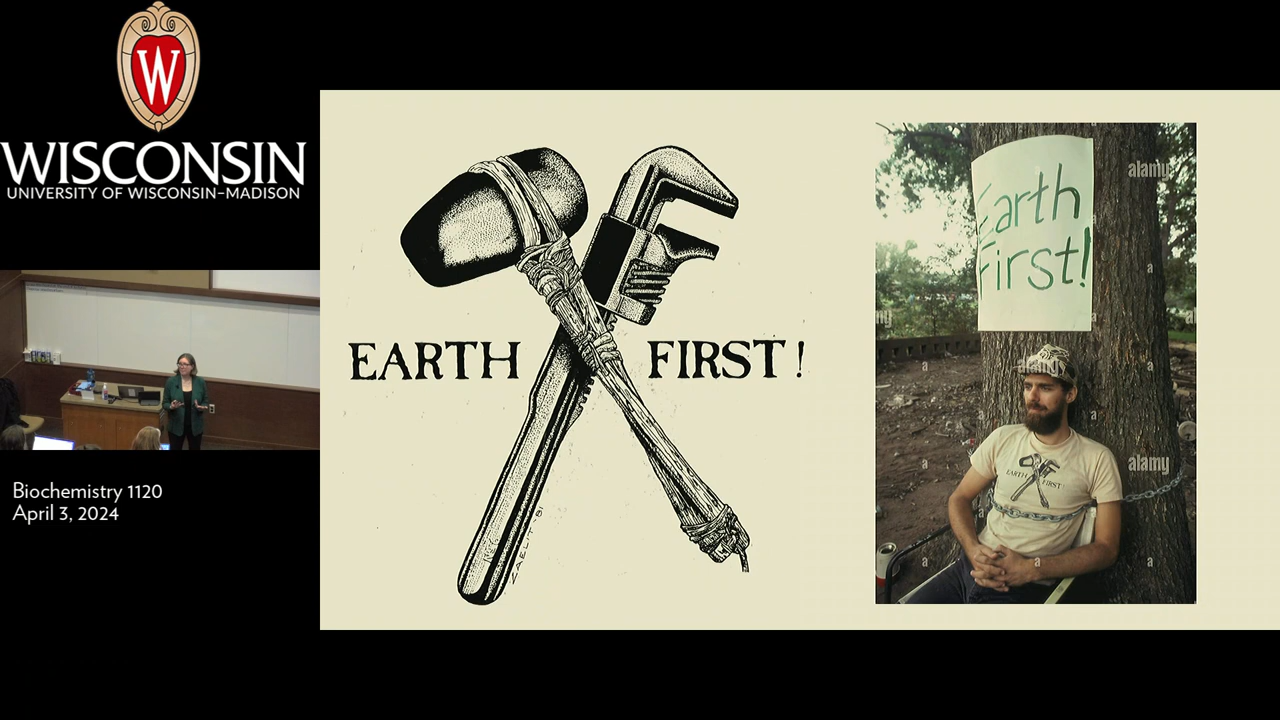 W
WISCONSIN
UNIVERSITY OF WISCONSIN-MADISON
Biochemistry 1120
April 3, 2024
EARTH FIRST!
Earth
First!
EARTH FIRST!
alamy
alamy
alamy
a
a
a
a
a
a
a